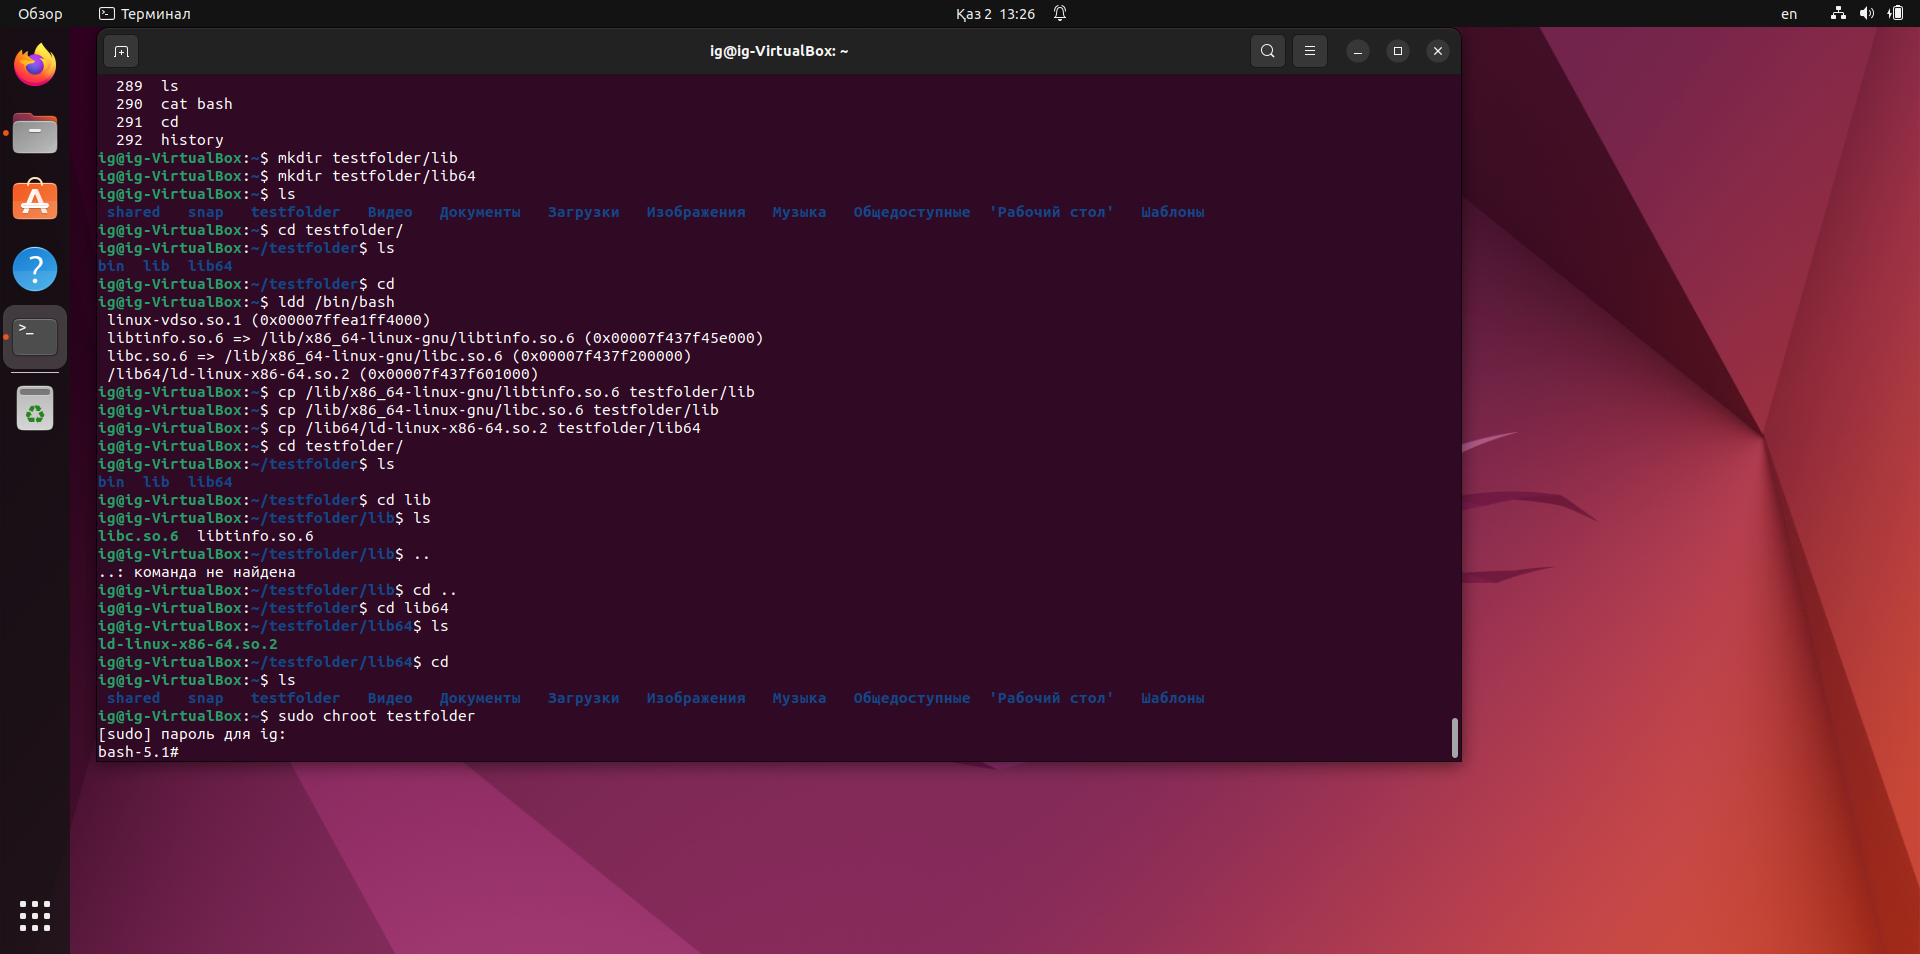 Обзор
Терминал
Қаз 2 13:26
en
ig@ig-VirtualBox: ~
289 ls
290 cat bash
291 cd
292 history
ig@ig-VirtualBox:~$ mkdir testfolder/lib
ig@ig-VirtualBox:~$ mkdir testfolder/lib64
ig@ig-VirtualBox:~$ ls
shared snap testfolder Видео Документы Загрузки Изображения Музыка Общедоступные 'Рабочий стол' Шаблоны
ig@ig-VirtualBox:~$ cd testfolder/
ig@ig-VirtualBox:~/testfolder$ ls
bin lib lib64
ig@ig-VirtualBox:~/testfolder$ cd
ig@ig-VirtualBox:~$ ldd /bin/bash
linux-vdso.so.1 (0x00007ffea1ff4000)
libtinfo.so.6 => /lib/x86_64-linux-gnu/libtinfo.so.6 (0x00007f437f45e000)
libc.so.6 => /lib/x86_64-linux-gnu/libc.so.6 (0x00007f437f200000)
/lib64/ld-linux-x86-64.so.2 (0x00007f437f601000)
ig@ig-VirtualBox:~$ cp /lib/x86_64-linux-gnu/libtinfo.so.6 testfolder/lib
ig@ig-VirtualBox:~$ cp /lib/x86_64-linux-gnu/libc.so.6 testfolder/lib
ig@ig-VirtualBox:~$ cp /lib64/ld-linux-x86-64.so.2 testfolder/lib64
ig@ig-VirtualBox:~$ cd testfolder/
ig@ig-VirtualBox:~/testfolder$ ls
bin lib lib64
ig@ig-VirtualBox:~/testfolder$ cd lib
ig@ig-VirtualBox:~/testfolder/lib$ ls
libc.so.6 libtinfo.so.6
ig@ig-VirtualBox:~/testfolder/lib$ ..
..: команда не найдена
ig@ig-VirtualBox:~/testfolder/lib$ cd ..
ig@ig-VirtualBox:~/testfolder$ cd lib64
ig@ig-VirtualBox:~/testfolder/lib64$ ls
ld-linux-x86-64.so.2
ig@ig-VirtualBox:~/testfolder/lib64$ cd
ig@ig-VirtualBox:~$ ls
shared snap testfolder Видео Документы Загрузки Изображения Музыка Общедоступные 'Рабочий стол' Шаблоны
ig@ig-VirtualBox:~$ sudo chroot testfolder
[sudo] пароль для ig:
bash-5.1#